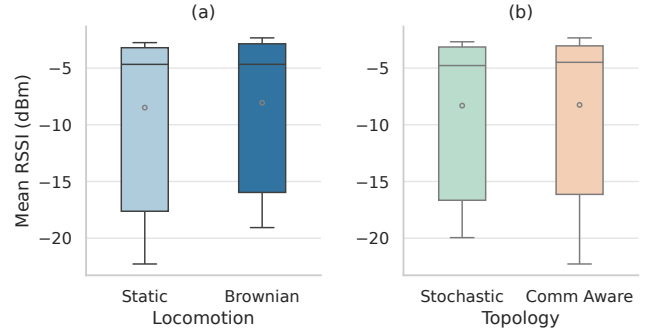 (a)
(b)
Mean RSSI (dBm)
−5
−10
−15
−20
−5
−10
−15
−20
Static
Brownian
Stochastic
Comm Aware
Locomotion
Topology